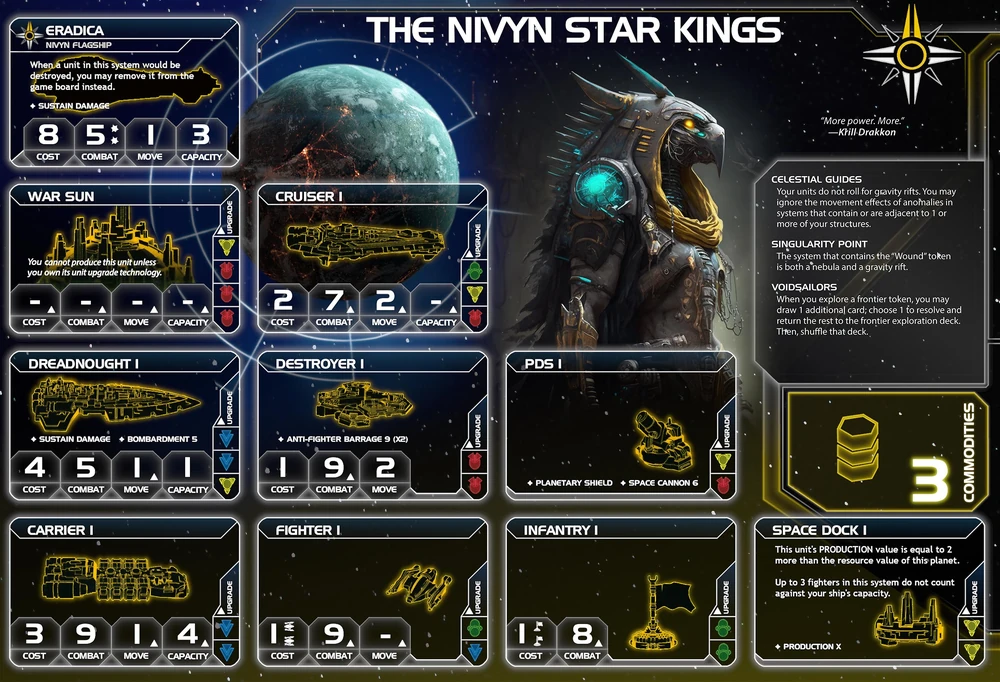 THE NIVYN STAR KINGS
ERADICA
NIVYN FLAGSHIP
When a unit in this system would be
destroyed, you may remove it from the
game board instead.
SUSTAIN DAMAGE
8 5 1 3
COST COMBAT MOVE CAPACITY
"More power. More."
—Khill Drakkon
CELESTIAL GUIDES
Your units do not roll for gravity rifts. You may
ignore the movement effects of anomalies in
systems that contain or are adjacent to 1 or
more of your structures.
SINGULARITY POINT
The system that contains the "Wound" token
is both a nebula and a gravity rift.
VOIDSAILORS
When you explore a frontier token, you may
draw 1 additional card; choose 1 to resolve and
return the rest to the frontier exploration deck.
Then, shuffle that deck.
WAR SUN
UPGRADE
You cannot produce this unit unless
you own its unit upgrade technology.
- - - -
COST COMBAT MOVE CAPACITY
CRUISER I
UPGRADE
2 7 2 -
COST COMBAT MOVE CAPACITY
DREADNOUGHT I
UPGRADE
SUSTAIN DAMAGE BOMBARDMENT 5
4 5 1 1
COST COMBAT MOVE CAPACITY
DESTROYER I
UPGRADE
ANTI-FIGHTER BARRAGE 9 (X2)
1 9 2
COST COMBAT MOVE
PDS I
UPGRADE
PLANETARY SHIELD SPACE CANNON 6
3
COMMODITIES
CARRIER I
UPGRADE
3 9 1 4
COST COMBAT MOVE CAPACITY
FIGHTER I
UPGRADE
1 9 -
COST COMBAT MOVE
INFANTRY I
UPGRADE
1 8
COST COMBAT
SPACE DOCK I
This unit's PRODUCTION value is equal to 2
more than the resource value of this planet.
Up to 3 fighters in this system do not count
against your ship's capacity.
UPGRADE
PRODUCTION X